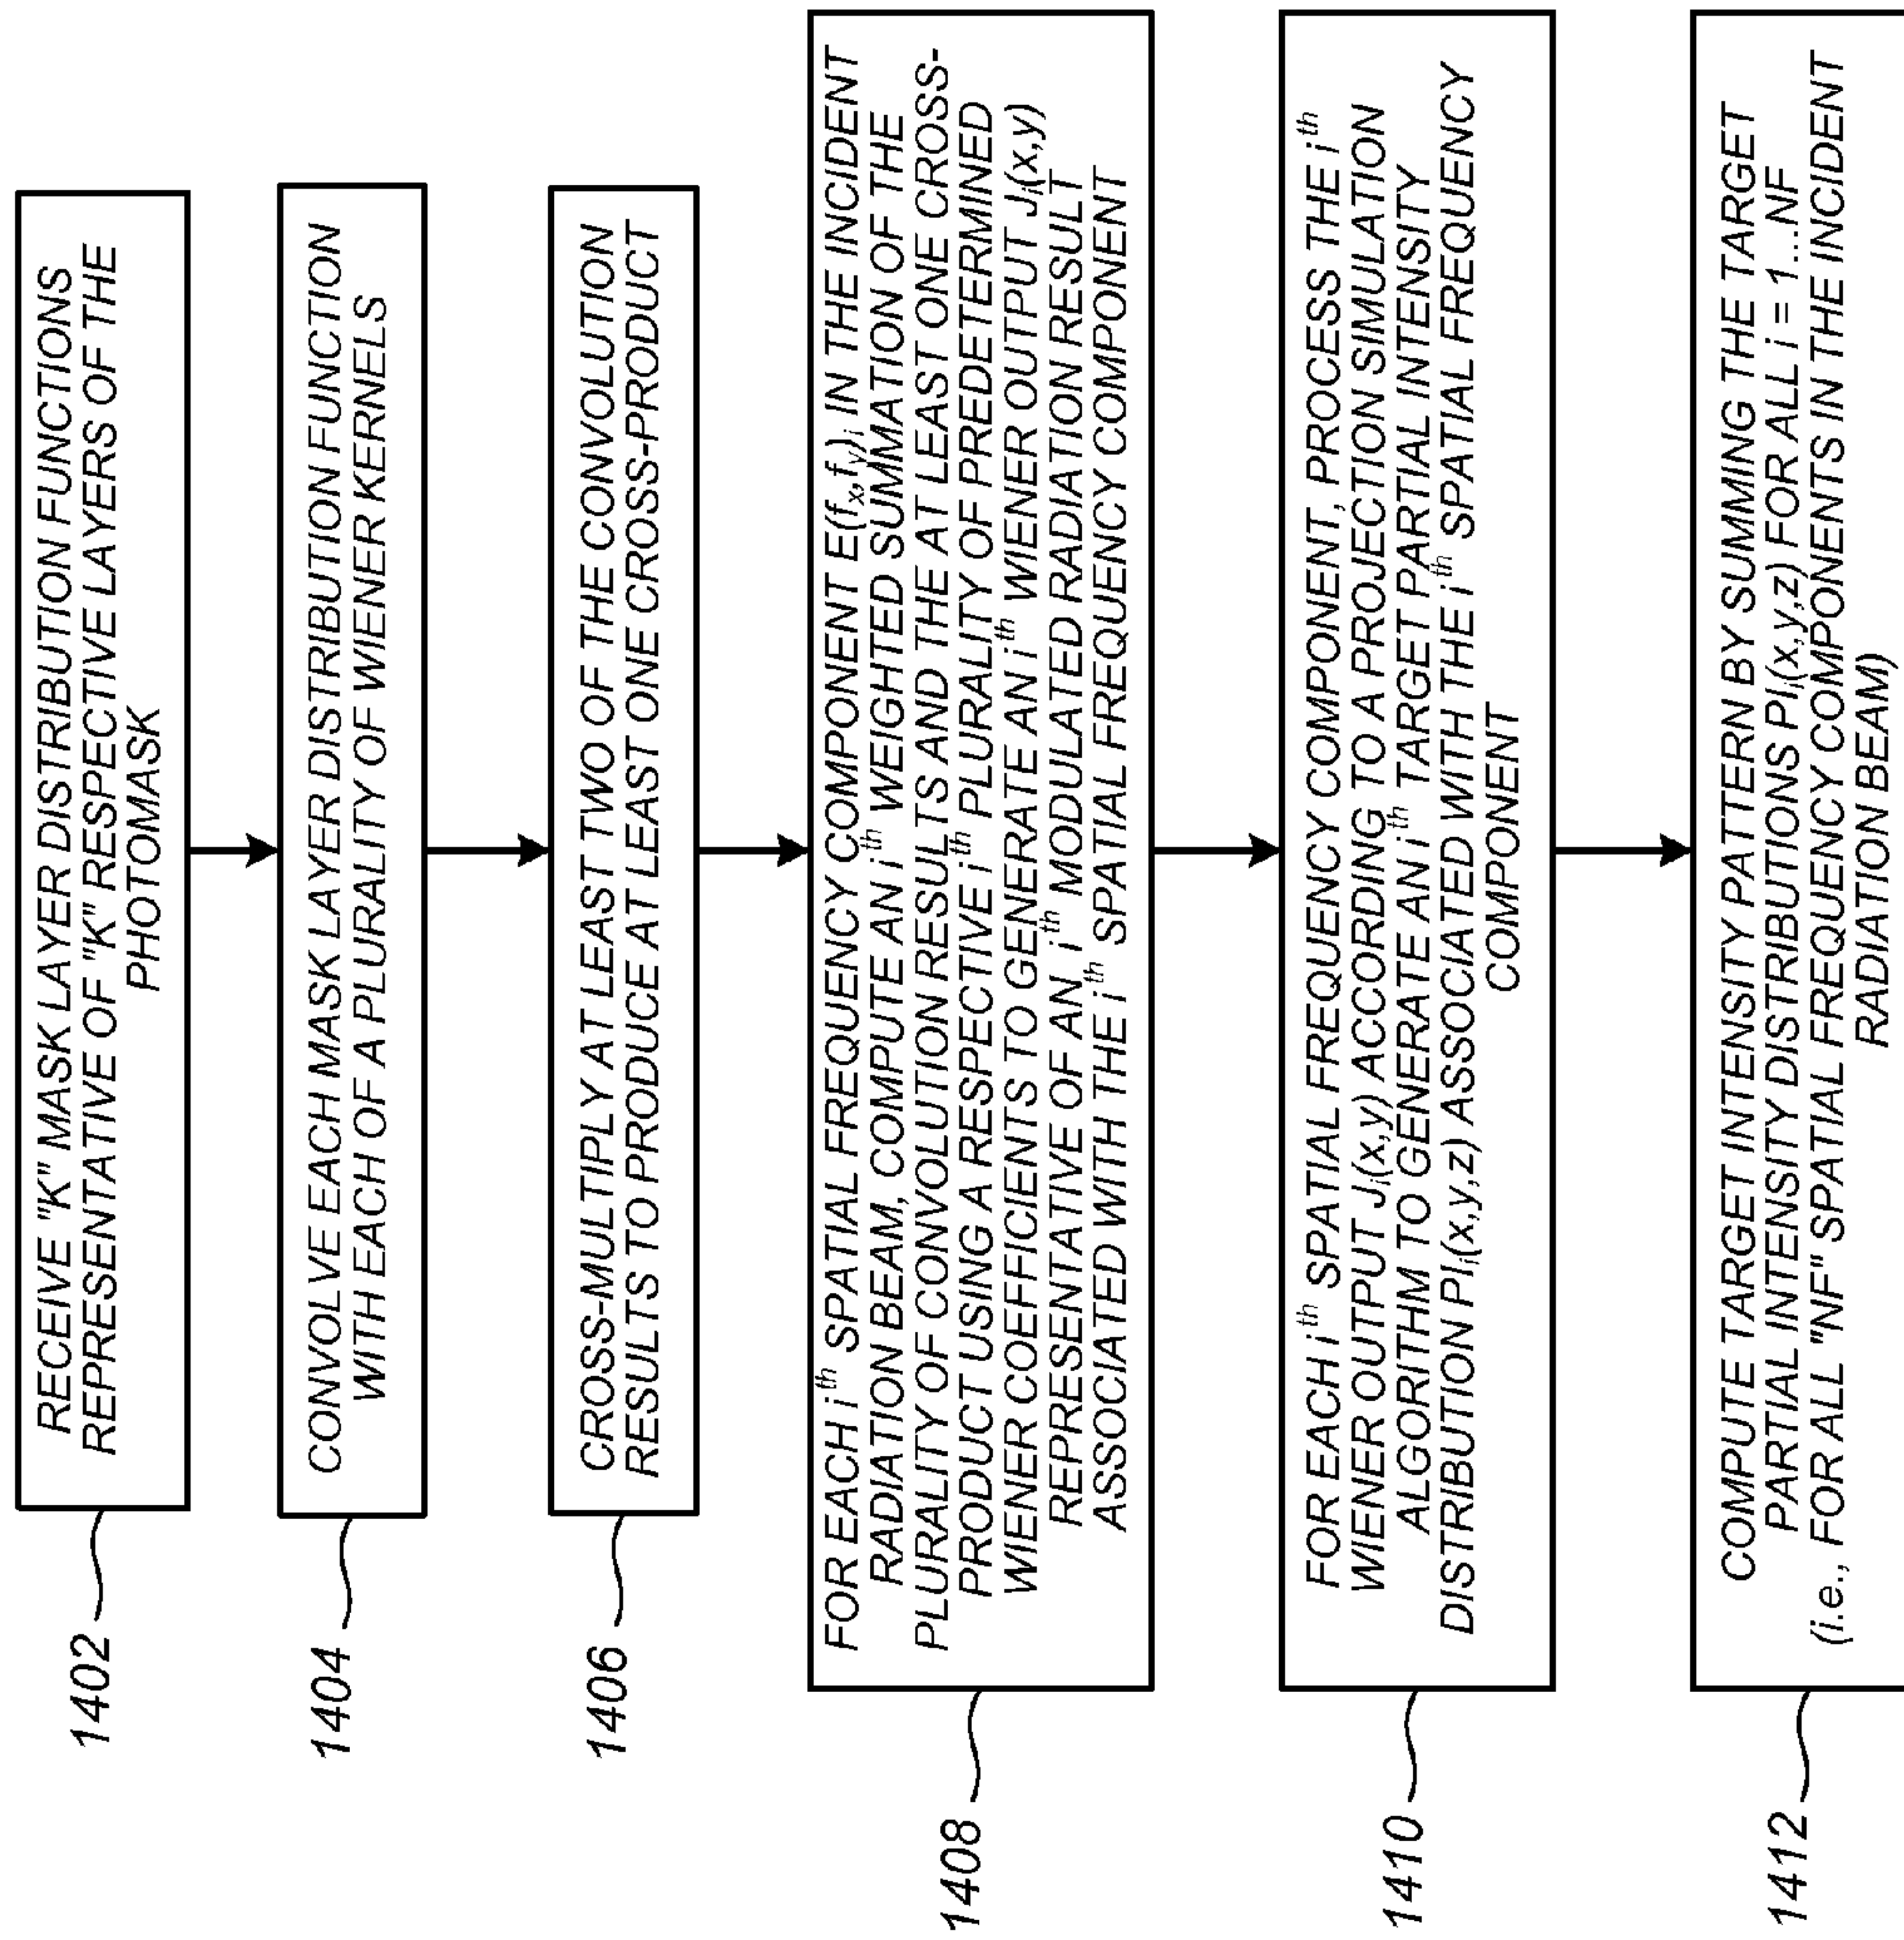 1402
RECEIVE "K" MASK LAYER DISTRIBUTION FUNCTIONS
REPRESENTATIVE OF "K" RESPECTIVE LAYERS OF THE
PHOTOMASK
1404
CONVOLVE EACH MASK LAYER DISTRIBUTION FUNCTION
WITH EACH OF A PLURALITY OF WIENER KERNELS
1406
CROSS-MULTIPLY AT LEAST TWO OF THE CONVOLUTION
RESULTS TO PRODUCE AT LEAST ONE CROSS-PRODUCT
1408
FOR EACH i^th SPATIAL FREQUENCY COMPONENT E(f_x,f_y)_i IN THE INCIDENT
RADIATION BEAM, COMPUTE AN i^th WEIGHTED SUMMATION OF THE
PLURALITY OF CONVOLUTION RESULTS AND THE AT LEAST ONE CROSS-
PRODUCT USING A RESPECTIVE i^th PLURALITY OF PREDETERMINED
WIENER COEFFICIENTS TO GENERATE AN i^th WIENER OUTPUT J_i(x,y)
REPRESENTATIVE OF AN i^th MODULATED RADIATION RESULT
ASSOCIATED WITH THE i^th SPATIAL FREQUENCY COMPONENT
1410
FOR EACH i^th SPATIAL FREQUENCY COMPONENT, PROCESS THE i^th
WIENER OUTPUT J_i(x,y) ACCORDING TO A PROJECTION SIMULATION
ALGORITHM TO GENERATE AN i^th TARGET PARTIAL INTENSITY
DISTRIBUTION PI_i(x,y,z) ASSOCIATED WITH THE i^th SPATIAL FREQUENCY
COMPONENT
1412
COMPUTE TARGET INTENSITY PATTERN BY SUMMING THE TARGET
PARTIAL INTENSITY DISTRIBUTIONS PI_i(x,y,z) FOR ALL i = 1...NF
(i.e., FOR ALL "NF" SPATIAL FREQUENCY COMPONENTS IN THE INCIDENT
RADIATION BEAM)